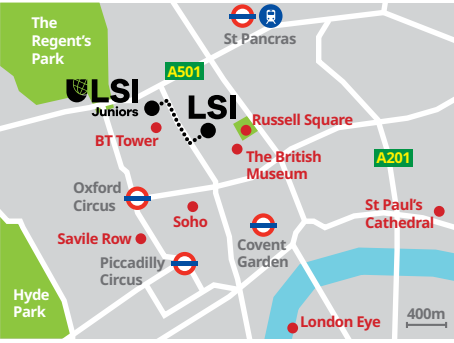 The
Regent's
Park
St Pancras
A501
LSI
Juniors
LSI
Russell Square
BT Tower
The British
Museum
A201
Oxford
Circus
St Paul's
Cathedral
Soho
Savile Row
Covent
Garden
Piccadilly
Circus
Hyde
Park
400m
London Eye